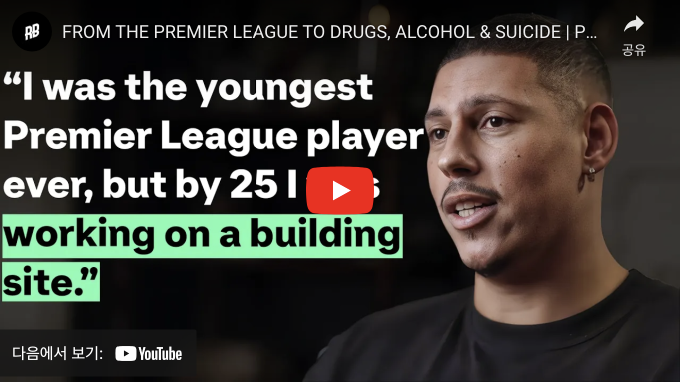 RB
FROM THE PREMIER LEAGUE TO DRUGS, ALCOHOL & SUICIDE | P...
공유
“I was the youngest
Premier League player
ever, but by 25 I s
working on a building
site.”
다음에서 보기: YouTube